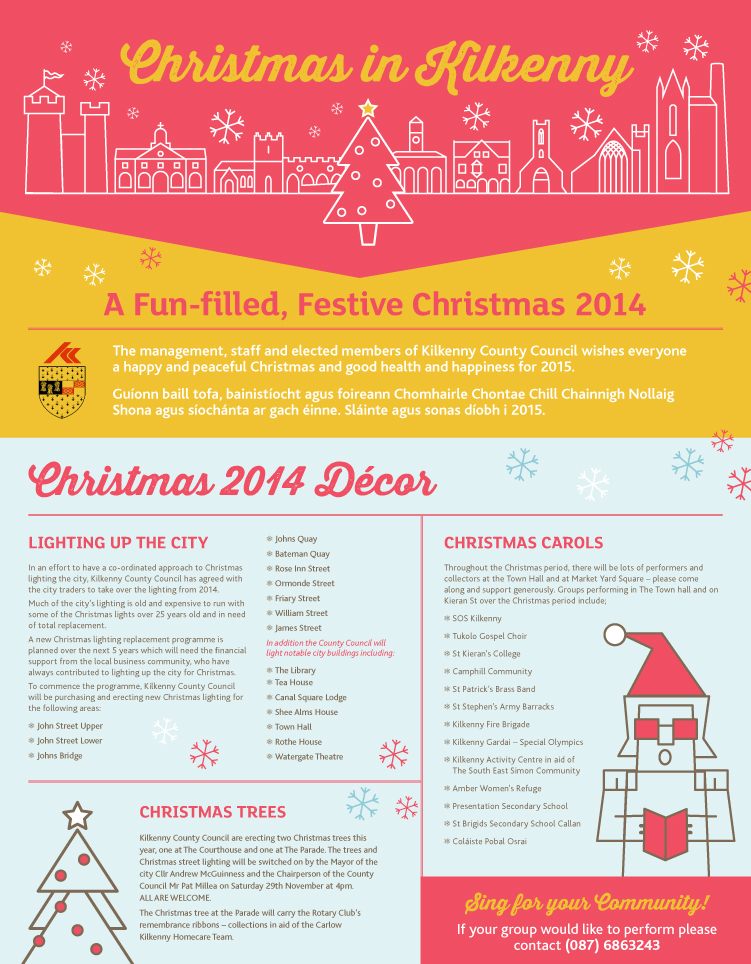 Christmas in Kilkenny
A Fun-filled, Festive Christmas 2014
The management, staff and elected members of Kilkenny County Council wishes everyone
a happy and peaceful Christmas and good health and happiness for 2015.
Guíonn baill tofa, bainistíocht agus foireann Chomhairle Chontae Chill Chainnigh Nollaig
Shona agus síochánta ar gach éinne. Sláinte agus sonas díobh i 2015.
Christmas 2014 Décor
LIGHTING UP THE CITY
In an effort to have a co-ordinated approach to Christmas
lighting the city, Kilkenny County Council has agreed with
the city traders to take over the lighting from 2014.
Much of the city's lighting is old and expensive to run with
some of the Christmas lights over 25 years old and in need
of total replacement.
A new Christmas lighting replacement programme is
planned over the next 5 years which will need the financial
support from the local business community, who have
always contributed to lighting up the city for Christmas.
To commence the programme, Kilkenny County Council
will be purchasing and erecting new Christmas lighting for
the following areas:
❄ John Street Upper
❄ John Street Lower
❄ Johns Bridge
❄ Johns Quay
❄ Bateman Quay
❄ Rose Inn Street
❄ Ormonde Street
❄ Friary Street
❄ William Street
❄ James Street
In addition the County Council will
light notable city buildings including:
❄ The Library
❄ Tea House
❄ Canal Square Lodge
❄ Shee Alms House
❄ Town Hall
❄ Rothe House
❄ Watergate Theatre
CHRISTMAS TREES
Kilkenny County Council are erecting two Christmas trees this
year, one at The Courthouse and one at The Parade. The trees and
Christmas street lighting will be switched on by the Mayor of the
city Cllr Andrew McGuinness and the Chairperson of the County
Council Mr Pat Millea on Saturday 29th November at 4pm.
ALL ARE WELCOME.
The Christmas tree at the Parade will carry the Rotary Club's
remembrance ribbons – collections in aid of the Carlow
Kilkenny Homecare Team.
CHRISTMAS CAROLS
Throughout the Christmas period, there will be lots of performers and
collectors at the Town Hall and at Market Yard Square – please come
along and support generously. Groups performing in The Town hall and on
Kieran St over the Christmas period include;
❄ SOS Kilkenny
❄ Tukolo Gospel Choir
❄ St Kieran's College
❄ Camphill Community
❄ St Patrick's Brass Band
❄ St Stephen's Army Barracks
❄ Kilkenny Fire Brigade
❄ Kilkenny Gardai – Special Olympics
❄ Kilkenny Activity Centre in aid of
The South East Simon Community
❄ Amber Women's Refuge
❄ Presentation Secondary School
❄ St Brigids Secondary School Callan
❄ Coláiste Pobal Osrai
Sing for your Community!
If your group would like to perform please
contact (087) 6863243